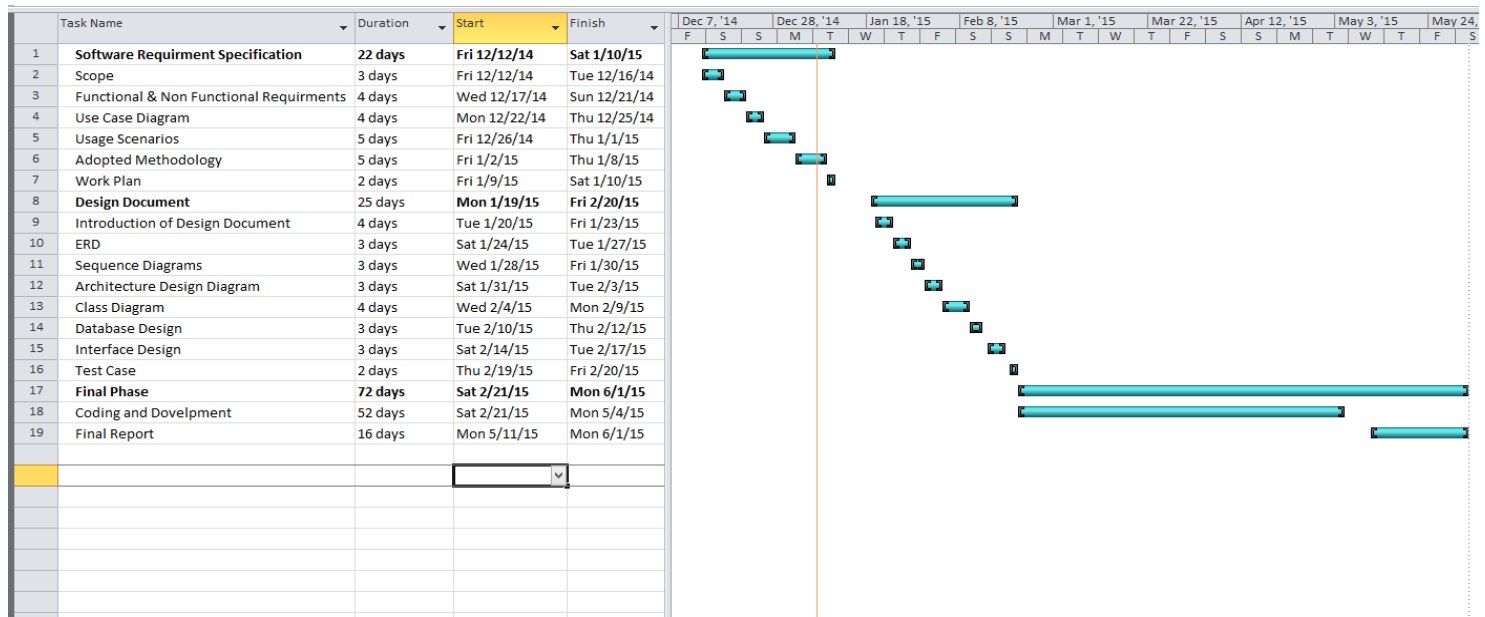 Task Name Duration Start Finish Dec 7, '14 Dec 28, '14 Jan 18, '15 Feb 8, '15 Mar 1, '15 Mar 22, '15 Apr 12, '15 May 3, '15 May 24,
F S S M T W T F S S M T W T F S S M T W T F S
1 Software Requirment Specification 22 days Fri 12/12/14 Sat 1/10/15
2 Scope 3 days Fri 12/12/14 Tue 12/16/14
3 Functional & Non Functional Requirments 4 days Wed 12/17/14 Sun 12/21/14
4 Use Case Diagram 4 days Mon 12/22/14 Thu 12/25/14
5 Usage Scenarios 5 days Fri 12/26/14 Thu 1/1/15
6 Adopted Methodology 5 days Fri 1/2/15 Thu 1/8/15
7 Work Plan 2 days Fri 1/9/15 Sat 1/10/15
8 Design Document 25 days Mon 1/19/15 Fri 2/20/15
9 Introduction of Design Document 4 days Tue 1/20/15 Fri 1/23/15
10 ERD 3 days Sat 1/24/15 Tue 1/27/15
11 Sequence Diagrams 3 days Wed 1/28/15 Fri 1/30/15
12 Architecture Design Diagram 3 days Sat 1/31/15 Tue 2/3/15
13 Class Diagram 4 days Wed 2/4/15 Mon 2/9/15
14 Database Design 3 days Tue 2/10/15 Thu 2/12/15
15 Interface Design 3 days Sat 2/14/15 Tue 2/17/15
16 Test Case 2 days Thu 2/19/15 Fri 2/20/15
17 Final Phase 72 days Sat 2/21/15 Mon 6/1/15
18 Coding and Dovelpment 52 days Sat 2/21/15 Mon 5/4/15
19 Final Report 16 days Mon 5/11/15 Mon 6/1/15